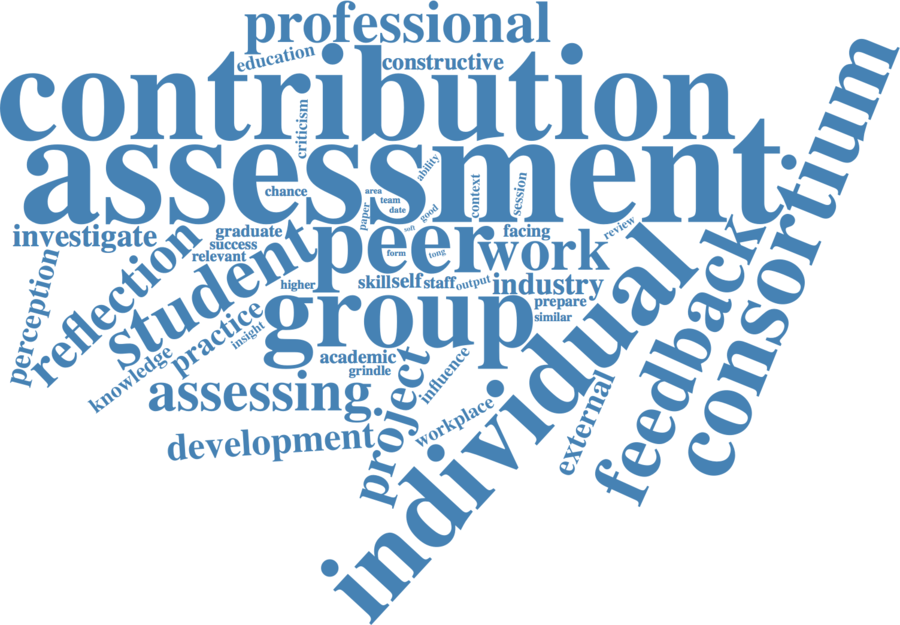 professional
education
constructive
contribution
criticism
assessment
ability
chance
area
team
date
context
session
paper
good
soft
review
investigate
graduate
success
relevant
peer
form
tong
work
facing
reflection
student
perception
higher
skill
self
staff
output
industry
prepare
similar
group
practice
insight
knowledge
academic
grindle
influence
assessing
project
workplace
development
individual
external
feedback
consortium